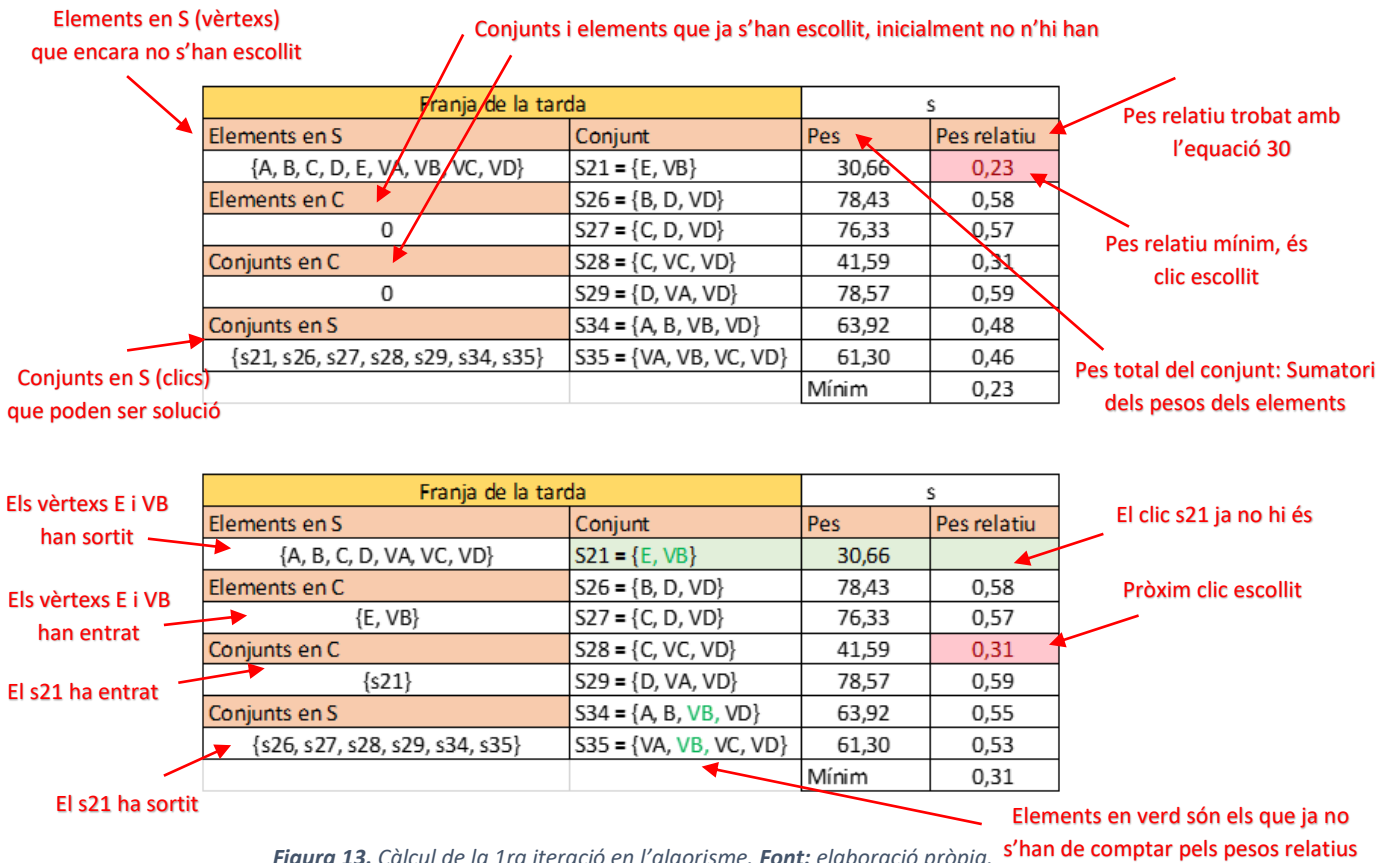 Elements en S (vèrtexs)
que encara no s'han escollit
Conjunts i elements que ja s'han escollit, inicialment no n'hi han
Pes relatiu trobat amb
l'equació 30
Pes relatiu mínim, és
clic escollit
Pes total del conjunt: Sumatori
dels pesos dels elements
Conjunts en S (clics)
que poden ser solució
Franja de la tarda s
Elements en S Conjunt Pes Pes relatiu
{A, B, C, D, E, VA, VB, VC, VD} S21 = {E, VB} 30,66 0,23
Elements en C S26 = {B, D, VD} 78,43 0,58
0 S27 = {C, D, VD} 76,33 0,57
Conjunts en C S28 = {C, VC, VD} 41,59 0,31
0 S29 = {D, VA, VD} 78,57 0,59
Conjunts en S S34 = {A, B, VB, VD} 63,92 0,48
{s21, s26, s27, s28, s29, s34, s35} S35 = {VA, VB, VC, VD} 61,30 0,46
Mínim 0,23
Els vèrtexs E i VB
han sortit
Els vèrtexs E i VB
han entrat
El s21 ha entrat
El s21 ha sortit
Franja de la tarda s
Elements en S Conjunt Pes Pes relatiu
{A, B, C, D, VA, VC, VD} S21 = {E, VB} 30,66
Elements en C S26 = {B, D, VD} 78,43 0,58
{E, VB} S27 = {C, D, VD} 76,33 0,57
Conjunts en C S28 = {C, VC, VD} 41,59 0,31
{s21} S29 = {D, VA, VD} 78,57 0,59
Conjunts en S S34 = {A, B, VB, VD} 63,92 0,55
{s26, s27, s28, s29, s34, s35} S35 = {VA, VB, VC, VD} 61,30 0,53
Mínim 0,31
El clic s21 ja no hi és
Pròxim clic escollit
Elements en verd són els que ja no
s'han de comptar pels pesos relatius
Figura 13. Càlcul de la 1ra iteració en l'algorisme. Font: elaboració pròpia.